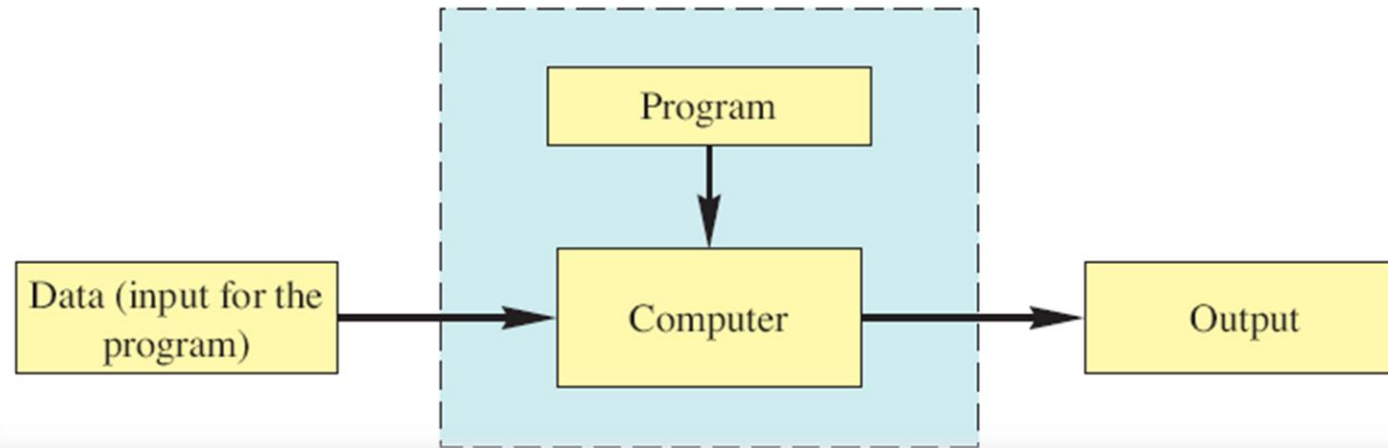 Program
Data (input for the
program)
Computer
Output